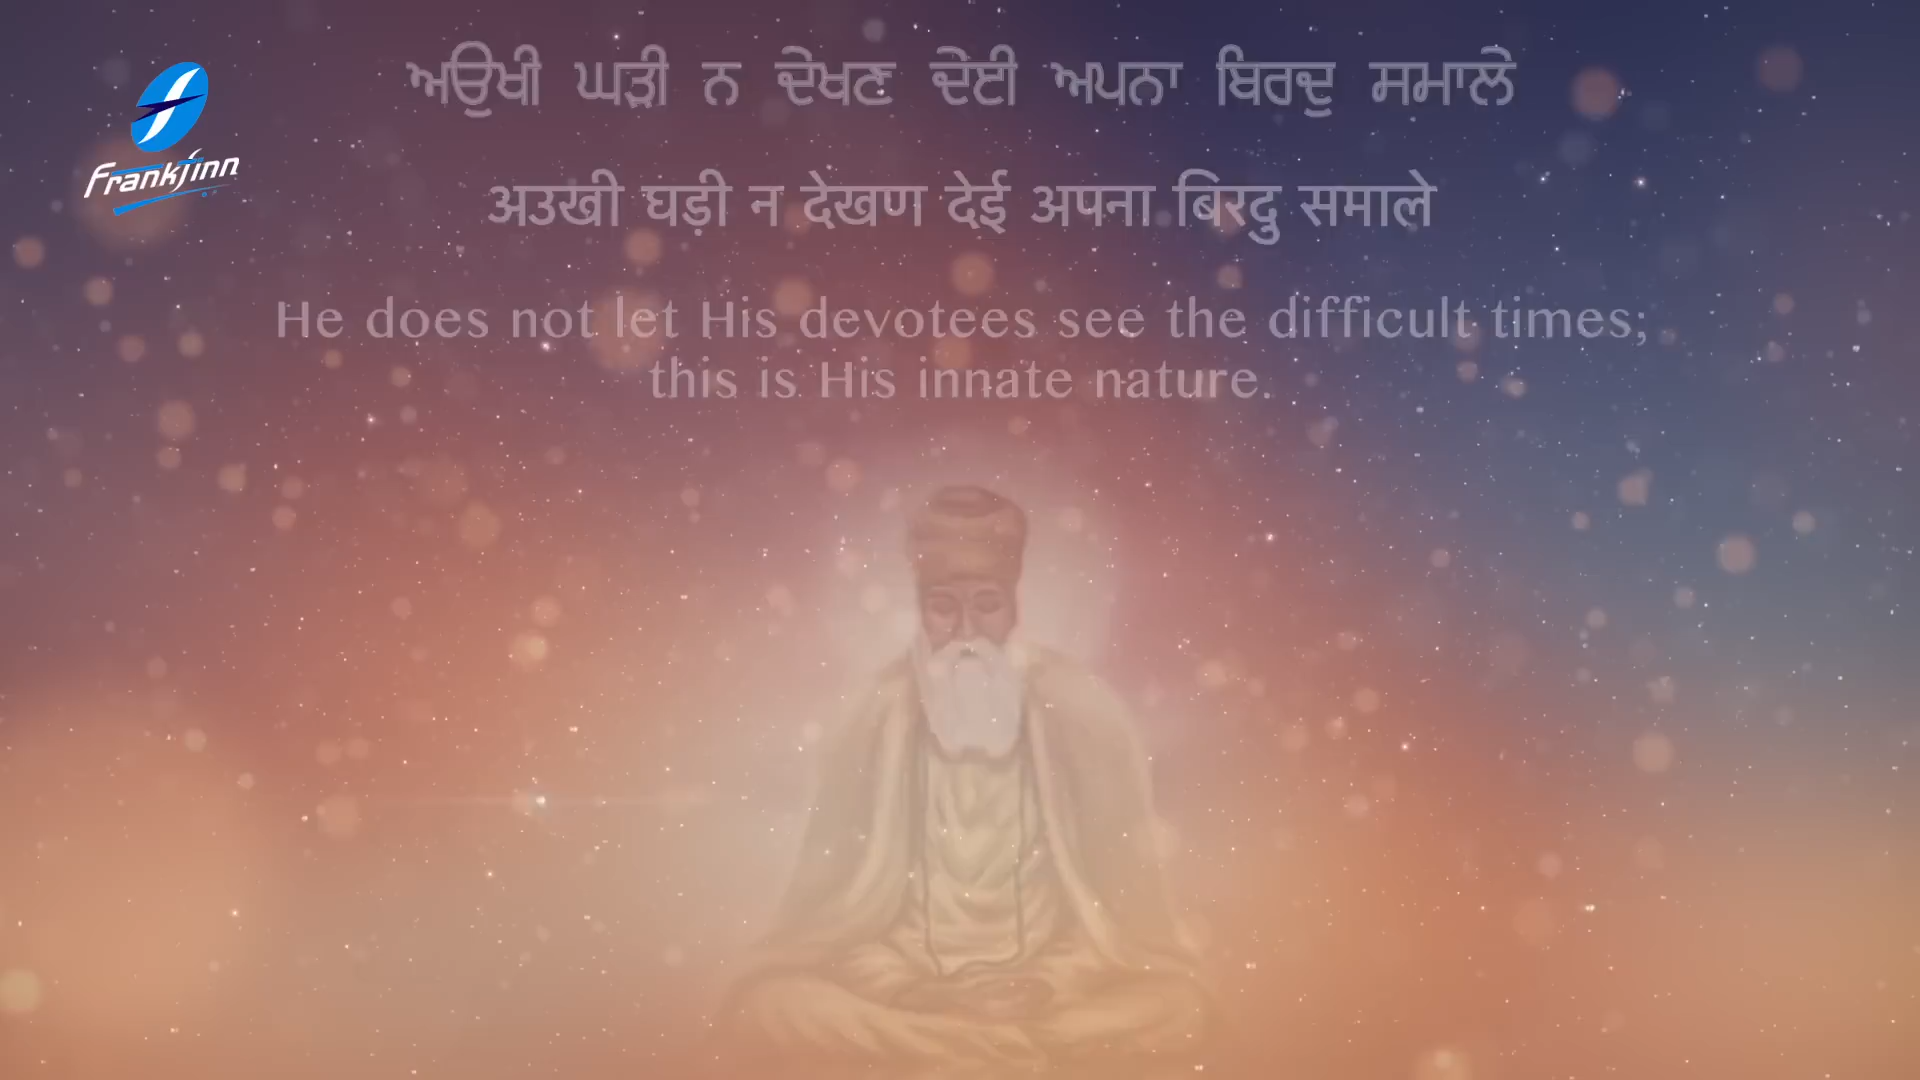 Frankfinn
ਅਉਖੀ ਘੜੀ ਨ ਦੇਖਣ ਦੇਈ ਅਪਨਾ ਬਿਰਦੁ ਸਮਾਲੇ
अउखी घड़ी न देखण देई अपना बिरदु समाले
He does not let His devotees see the difficult times;
this is His innate nature.